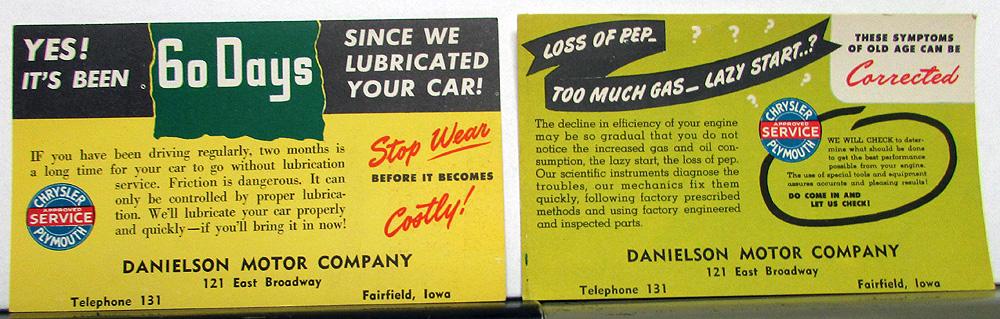 YES!
IT'S BEEN
60 Days
SINCE WE
LUBRICATED
YOUR CAR!
IF you have been driving regularly, two months is
a long time for your car to go without lubrication
service. Friction is dangerous. It can
only be controlled by proper lubrica-
tion. We'll lubricate your car properly
and quickly—if you'll bring it in now!
CHRYSLER
APPROVED
SERVICE
PLYMOUTH
Stop Wear
BEFORE IT BECOMES
Costly!
DANIELSON MOTOR COMPANY
121 East Broadway
Telephone 131
Fairfield, Iowa
LOSS OF PEP_
? ? ?
TOO MUCH GAS— LAZY START..?
? ? ?
THESE SYMPTOMS
OF OLD AGE CAN BE
Corrected
The decline in efficiency of your engine
may be so gradual that you do not
notice the increased gas and oil con-
sumption, the lazy start, the loss of pep.
Our scientific instruments diagnose the
troubles, our mechanics fix them
quickly, following factory prescribed
methods and using factory engineered
and inspected parts.
CHRYSLER
APPROVED
SERVICE
PLYMOUTH
WE WILL CHECK to deter-
mine what should be done
to get the best performance
possible from your engine.
The use of special tools and equipment
assures accurate and pleasing results!
DO COME IN AND
LET US CHECK!
DANIELSON MOTOR COMPANY
121 East Broadway
Telephone 131
Fairfield, Iowa